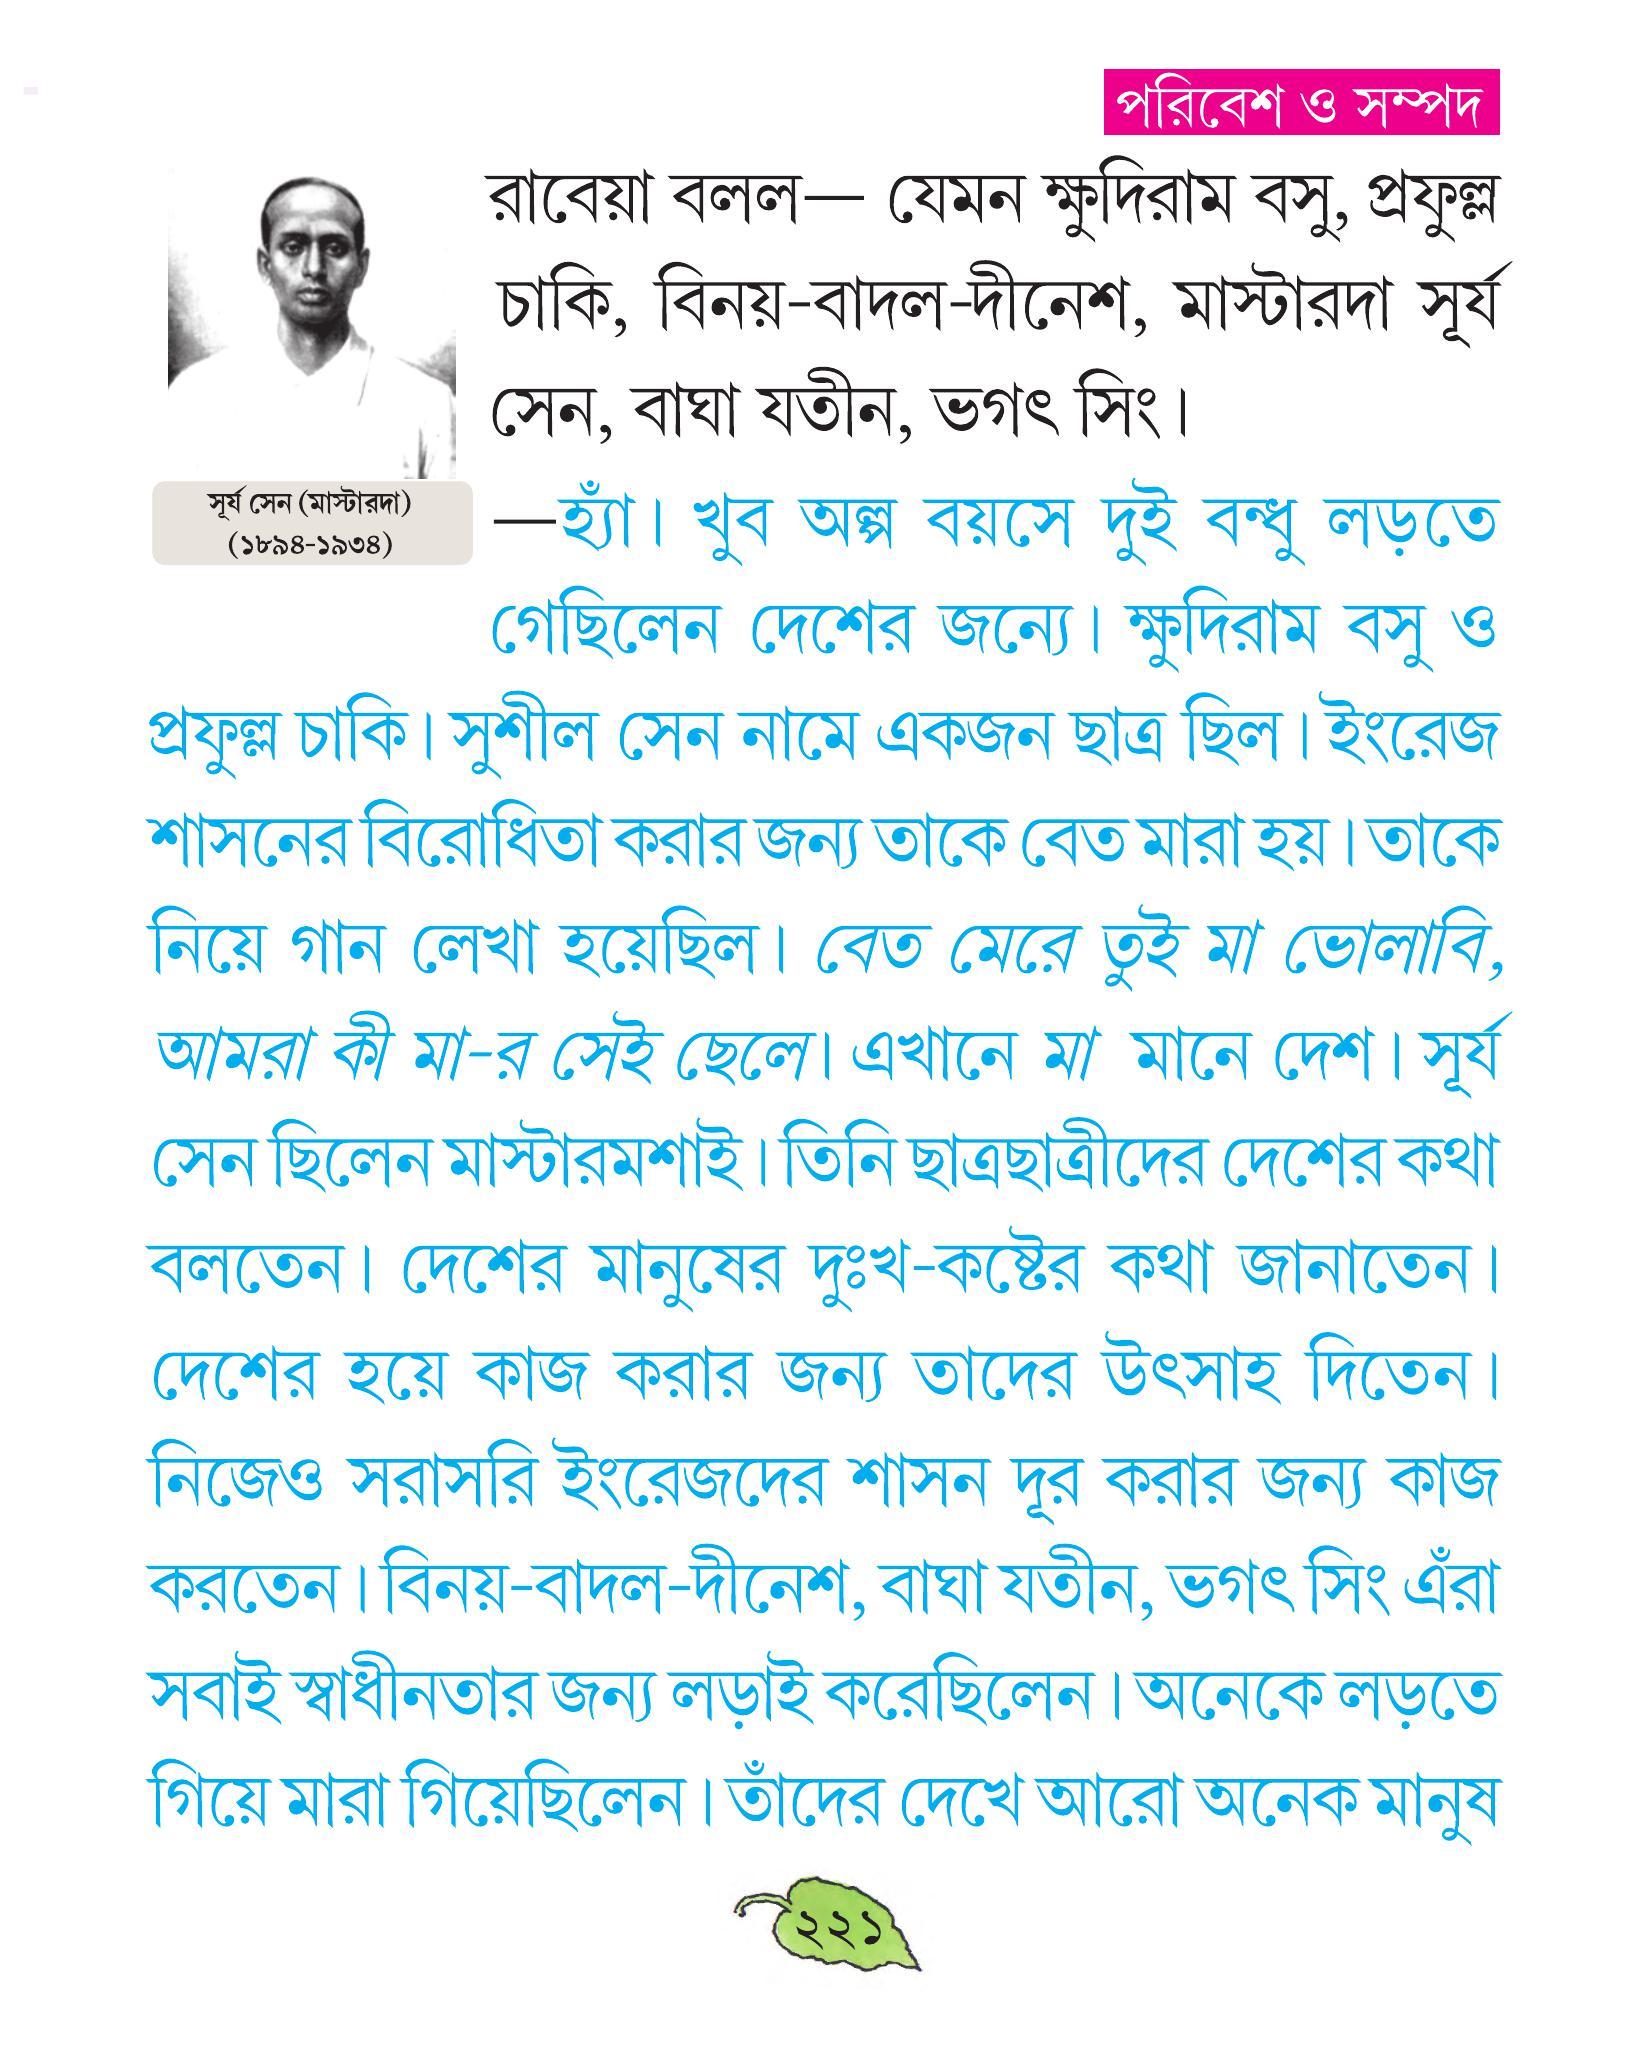 পরিবেশ ও সম্পদ
রাবেয়া বলল— যেমন ক্ষুদিরাম বসু, প্রফুল্ল
চাকি, বিনয়-বাদল-দীনেশ, মাস্টারদা সূর্য
সেন, বাঘা যতীন, ভগৎ সিং।
সূর্য সেন (মাস্টারদা)
(১৮৯৪-১৯৩৪)
—হ্যাঁ। খুব অল্প বয়সে দুই বন্ধু লড়তে
গেছিলেন দেশের জন্যে। ক্ষুদিরাম বসু ও
প্রফুল্ল চাকি। সুশীল সেন নামে একজন ছাত্র ছিল। ইংরেজ
শাসনের বিরোধিতা করার জন্য তাকে বেত মারা হয়। তাকে
নিয়ে গান লেখা হয়েছিল। বেত মেরে তুই মা ভোলাবি,
আমরা কী মা-র সেই ছেলে। এখানে মা মানে দেশ। সূর্য
সেন ছিলেন মাস্টারমশাই। তিনি ছাত্রছাত্রীদের দেশের কথা
বলতেন। দেশের মানুষের দুঃখ-কষ্টের কথা জানাতেন।
দেশের হয়ে কাজ করার জন্য তাদের উৎসাহ দিতেন।
নিজেও সরাসরি ইংরেজদের শাসন দূর করার জন্য কাজ
করতেন। বিনয়-বাদল-দীনেশ, বাঘা যতীন, ভগৎ সিং এঁরা
সবাই স্বাধীনতার জন্য লড়াই করেছিলেন। অনেকে লড়তে
গিয়ে মারা গিয়েছিলেন। তাঁদের দেখে আরো অনেক মানুষ
২২১